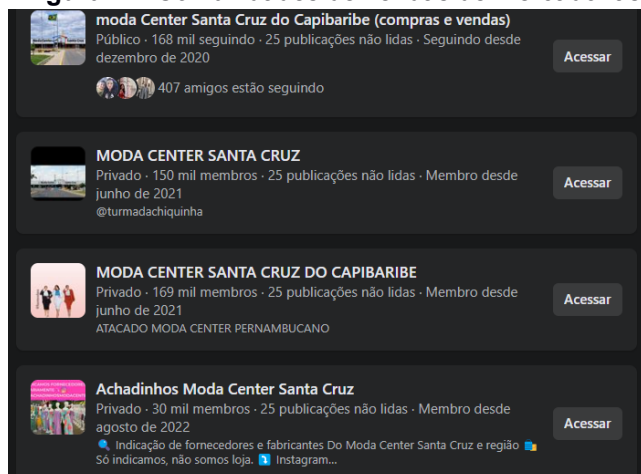 moda Center Santa Cruz do Capibaribe (compras e vendas)
Público · 168 mil seguindo · 25 publicações não lidas · Seguindo desde
dezembro de 2020
407 amigos estão seguindo
Acessar
MODA CENTER SANTA CRUZ
Privado · 150 mil membros · 25 publicações não lidas · Membro desde
junho de 2021
@turmadachiquinha
Acessar
MODA CENTER SANTA CRUZ DO CAPIBARIBE
Privado · 169 mil membros · 25 publicações não lidas · Membro desde
junho de 2021
ATACADO MODA CENTER PERNAMBUCANO
Acessar
Achadinhos Moda Center Santa Cruz
Privado · 30 mil membros · 25 publicações não lidas · Membro desde
agosto de 2022
🔍 Indicação de fornecedores e fabricantes Do Moda Center Santa Cruz e região 🛍️
Só indicamos, não somos loja. ⤵️ Instagram...
Acessar